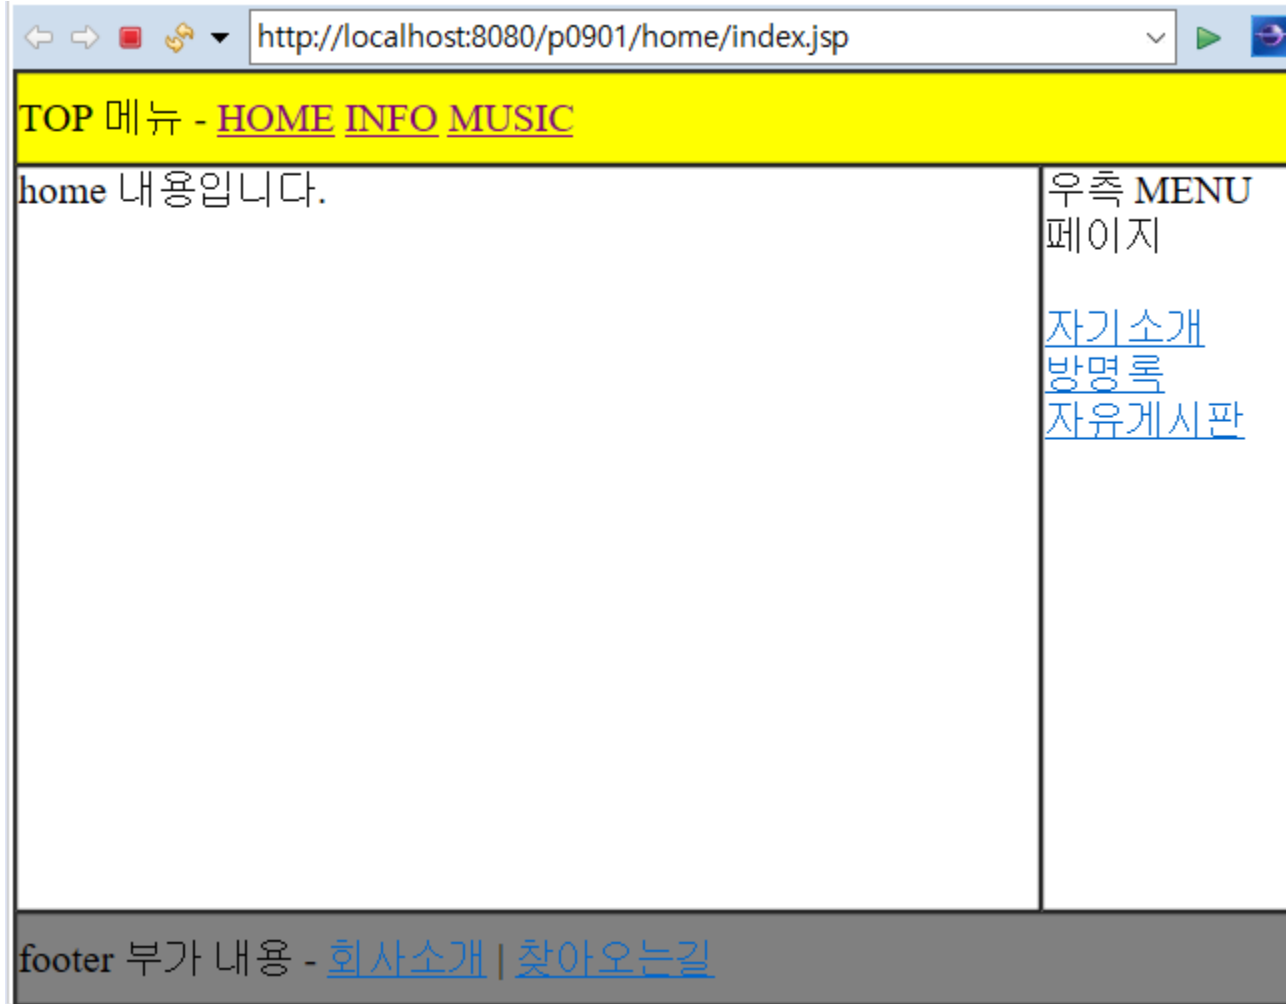 http://localhost:8080/p0901/home/index.jsp
TOP 메뉴 - HOME INFO MUSIC
home 내용입니다.
우측 MENU
페이지
자기소개
방명록
자유게시판
footer 부가 내용 - 회사소개 | 찾아오는길